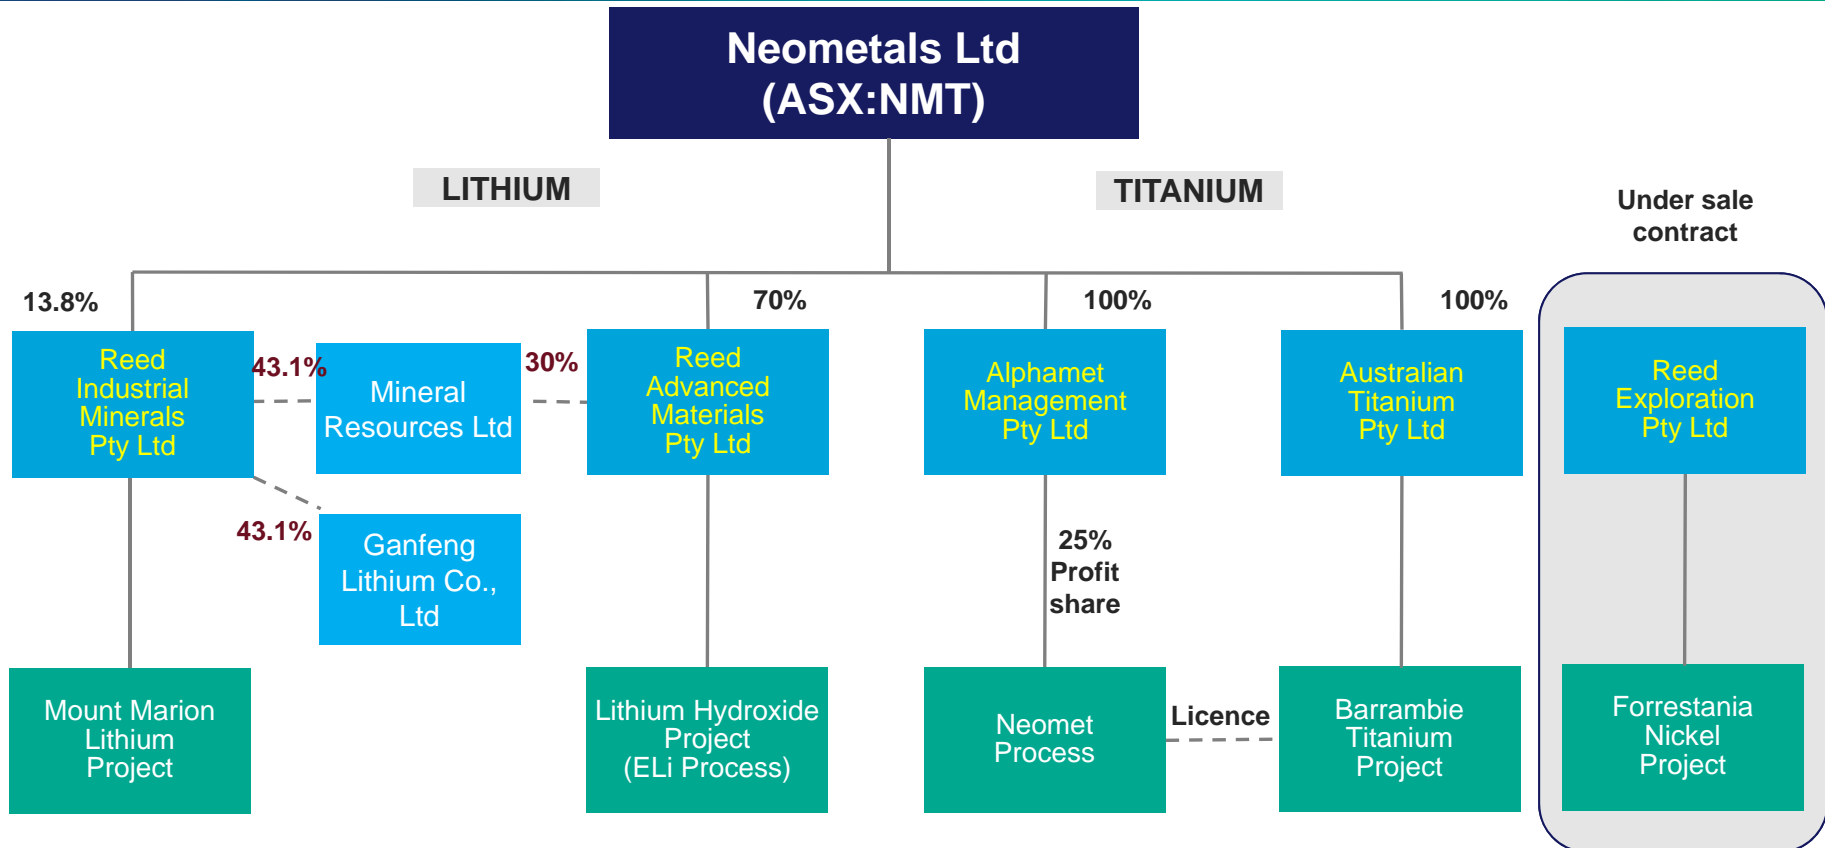 Neometals Ltd
(ASX:NMT)
LITHIUM
TITANIUM
Under sale
contract
13.8%
70%
100%
100%
Reed
Industrial
Minerals
Pty Ltd
43.1%
Mineral
Resources Ltd
30%
Reed
Advanced
Materials
Pty Ltd
Alphamet
Management
Pty Ltd
Australian
Titanium
Pty Ltd
Reed
Exploration
Pty Ltd
43.1%
Ganfeng
Lithium Co.,
Ltd
25%
Profit
share
Mount Marion
Lithium
Project
Lithium Hydroxide
Project
(ELi Process)
Neomet
Process
Licence
Barrambie
Titanium
Project
Forrestania
Nickel
Project